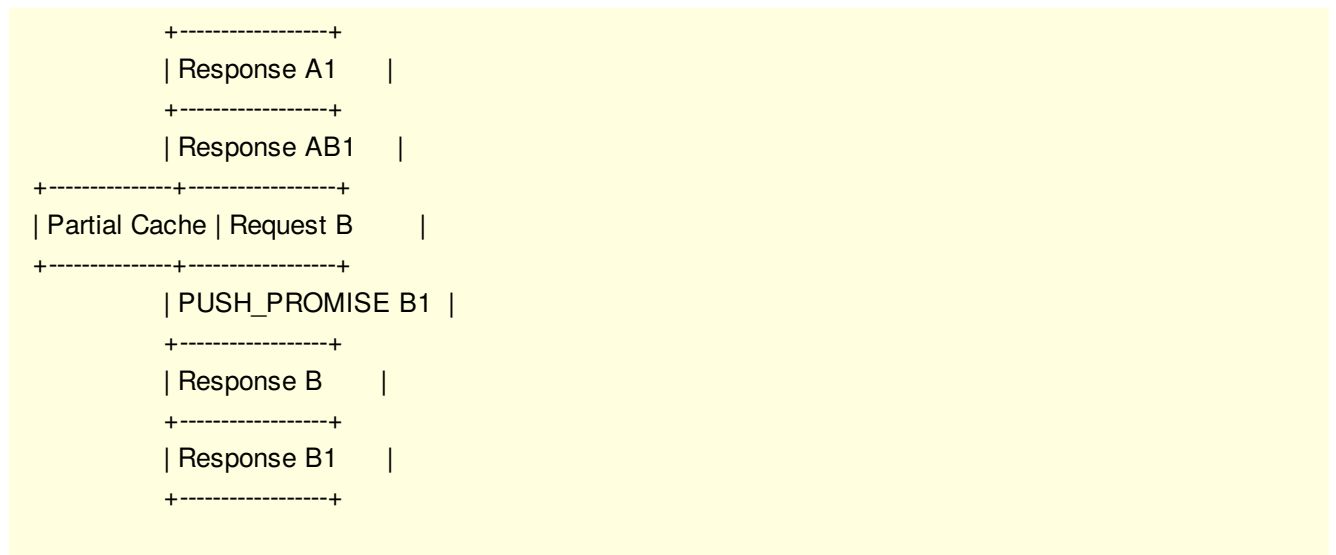 +------------------+
| Response A1      |
+------------------+
| Response AB1     |
+---------------+------------------+
| Partial Cache | Request B        |
+---------------+------------------+
| PUSH_PROMISE B1  |
+------------------+
| Response B       |
+------------------+
| Response B1      |
+------------------+